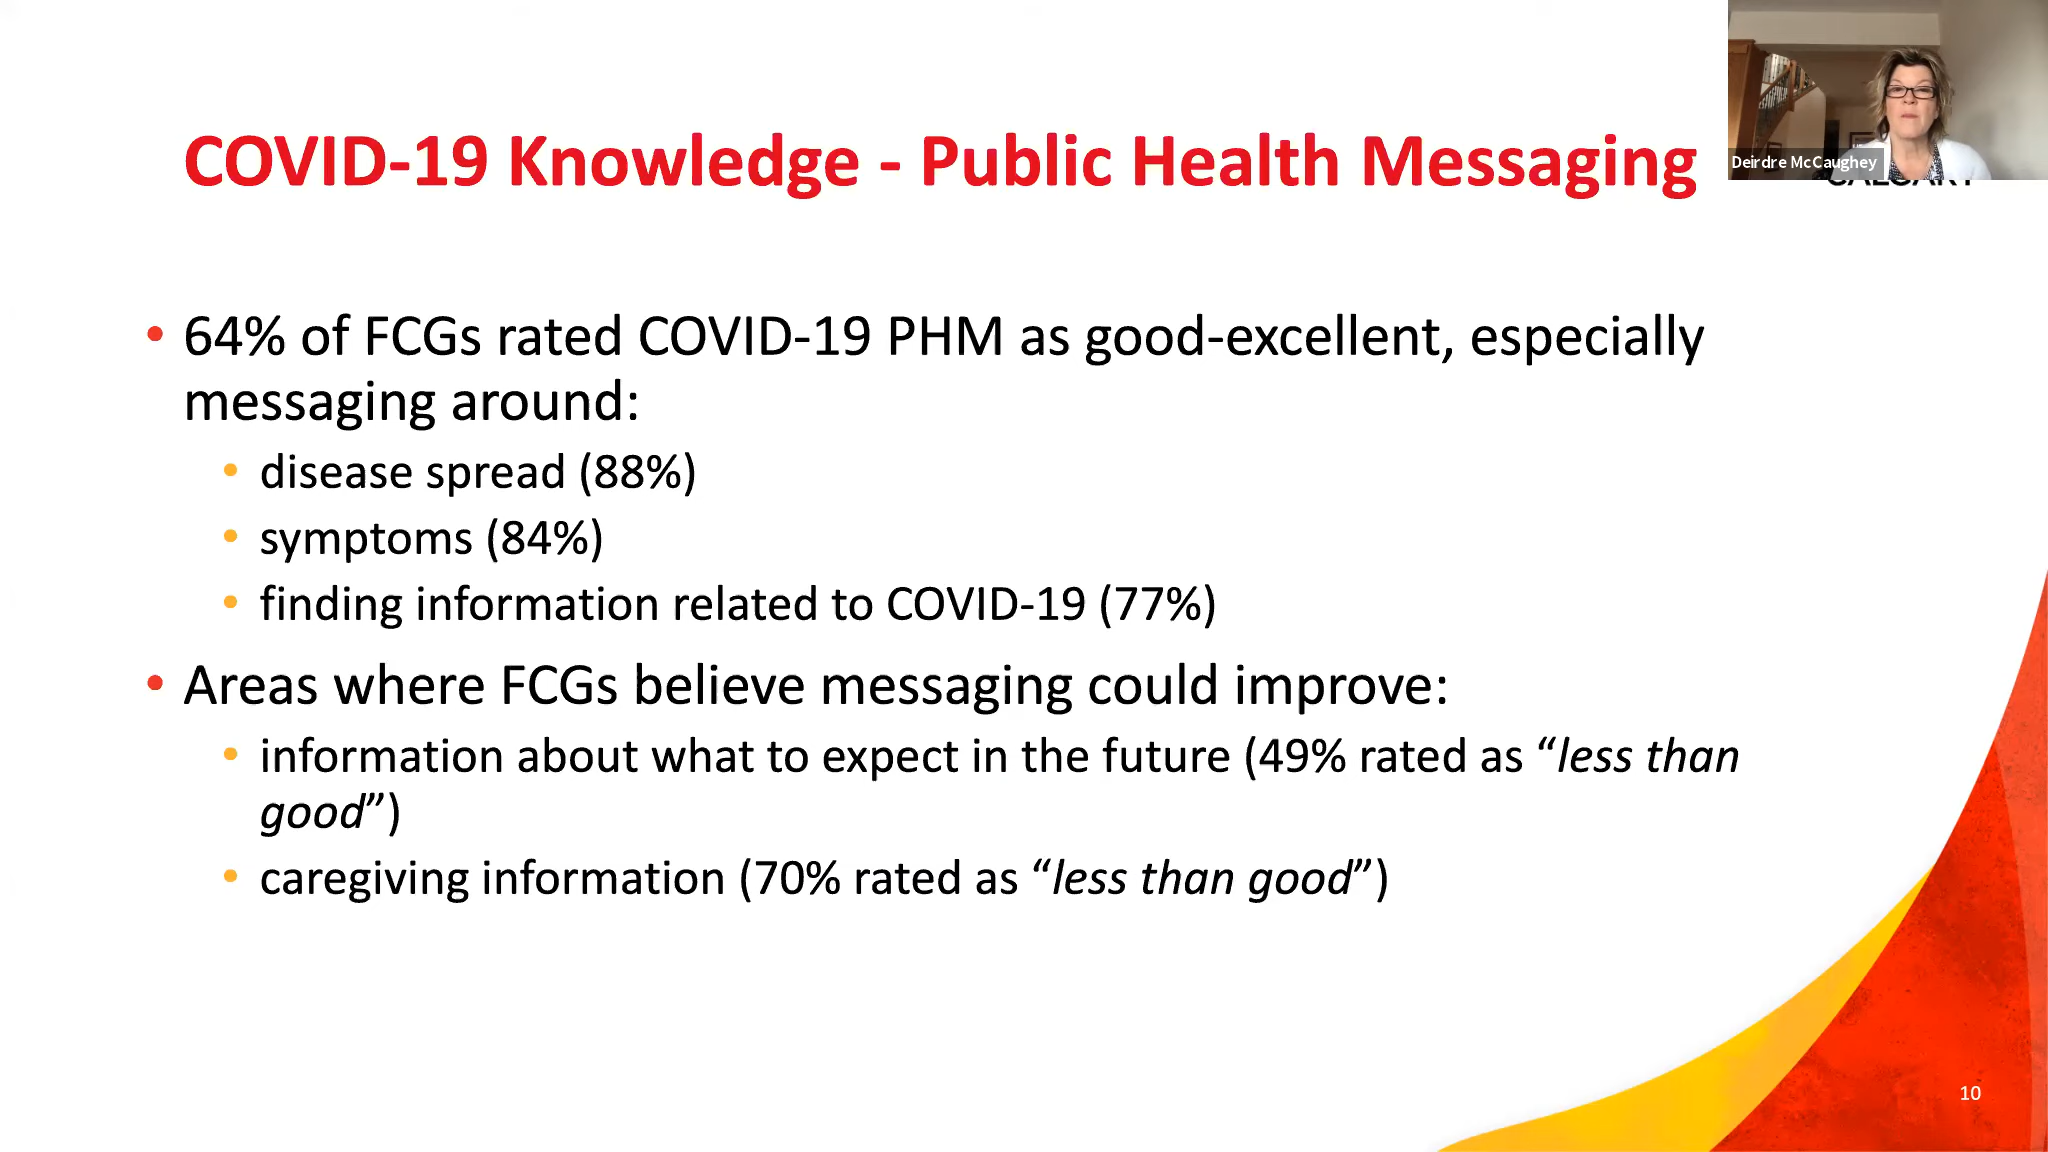 COVID-19 Knowledge - Public Health Messaging
Deirdre McCaughey
• 64% of FCGs rated COVID-19 PHM as good-excellent, especially
messaging around:
• disease spread (88%)
• symptoms (84%)
• finding information related to COVID-19 (77%)
• Areas where FCGs believe messaging could improve:
• information about what to expect in the future (49% rated as “less than
good”)
• caregiving information (70% rated as “less than good”)
10